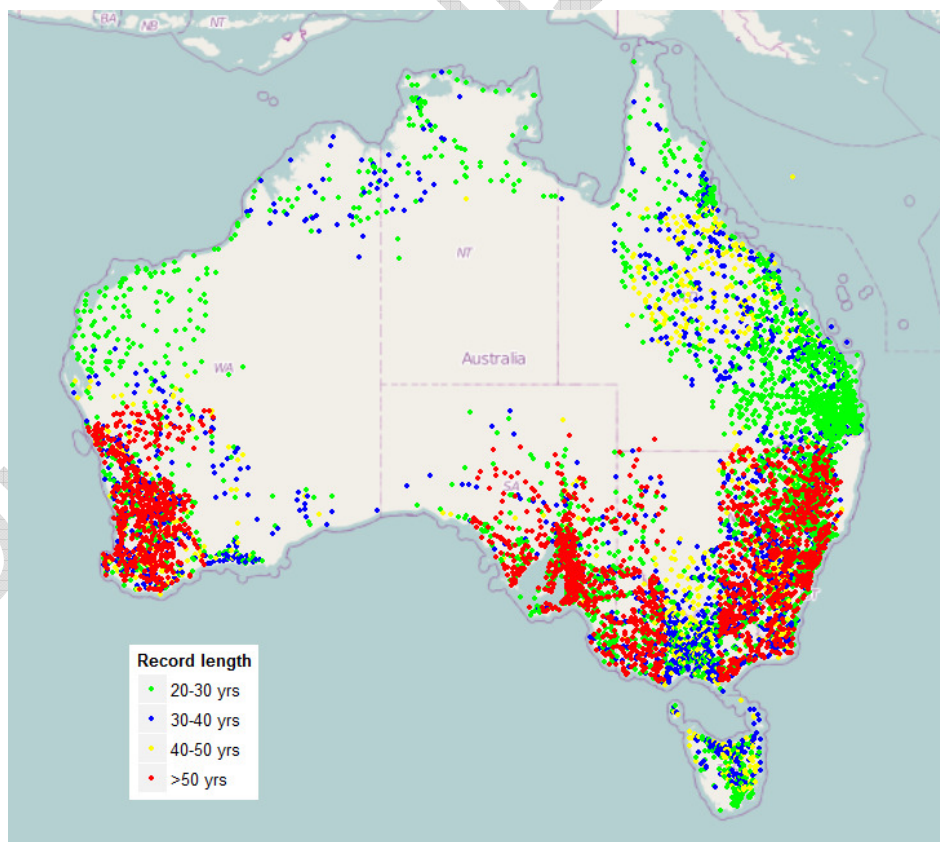 BA
NB
NT
NT
WA
Australia
SA
Record length
20-30 yrs
30-40 yrs
40-50 yrs
>50 yrs